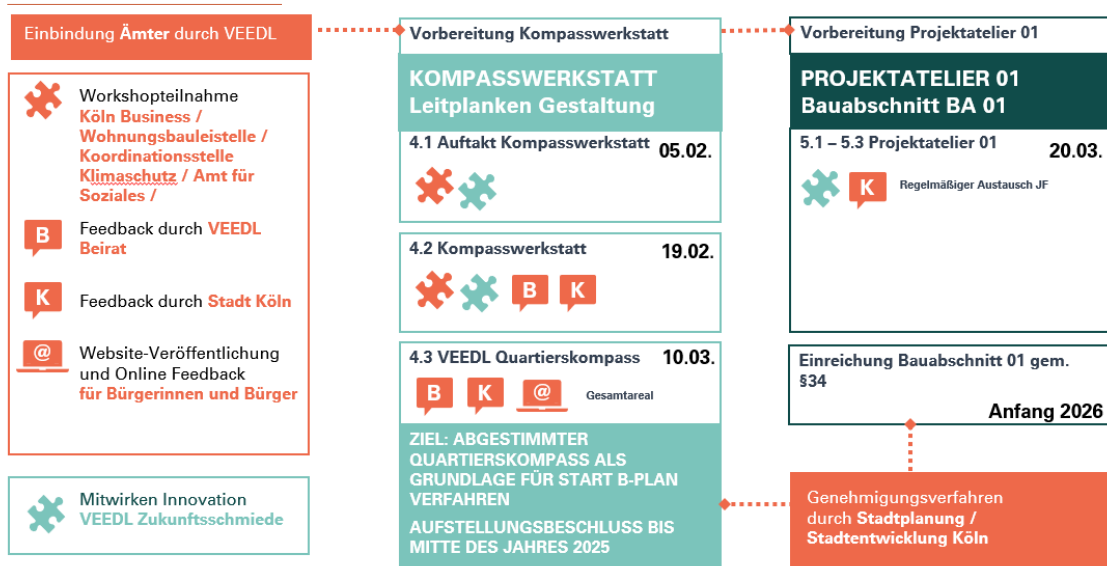 Einbindung Ämter durch VEEDL
Workshopteilnahme
Köln Business /
Wohnungsbauleistelle /
Koordinationsstelle
Klimaschutz / Amt für
Soziales /
B
Feedback durch VEEDL
Beirat
K
Feedback durch Stadt Köln
@
Website-Veröffentlichung
und Online Feedback
für Bürgerinnen und Bürger
Mitwirken Innovation
VEEDL Zukunftsschmiede
Vorbereitung Kompasswerkstatt
KOMPASSWERKSTATT
Leitplanken Gestaltung
4.1 Auftakt Kompasswerkstatt 05.02.
4.2 Kompasswerkstatt 19.02.
B K
4.3 VEEDL Quartierskompass 10.03.
B K @ Gesamtareal
ZIEL: ABGESTIMMTER
QUARTIERSKOMPASS ALS
GRUNDLAGE FÜR START B-PLAN
VERFAHREN
AUFSTELLUNGSBESCHLUSS BIS
MITTE DES JAHRES 2025
Vorbereitung Projektatelier 01
PROJEKTATELIER 01
Bauabschnitt BA 01
5.1 – 5.3 Projektatelier 01 20.03.
K Regelmäßiger Austausch JF
Einreichung Bauabschnitt 01 gem.
§34
Anfang 2026
Genehmigungsverfahren
durch Stadtplanung /
Stadtentwicklung Köln